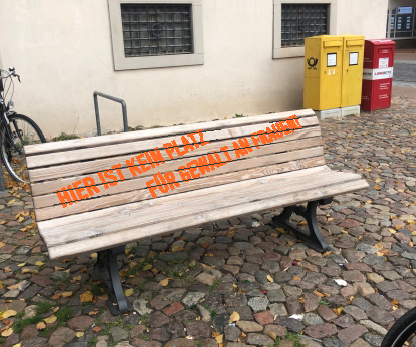 HIER IST KEIN PLATZ
FÜR GEWALT AN FRAUEN!